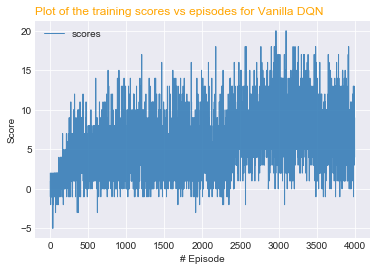 Plot of the training scores vs episodes for Vanilla DQN
scores
20
15
10
5
0
−5
Score
0 500 1000 1500 2000 2500 3000 3500 4000
# Episode